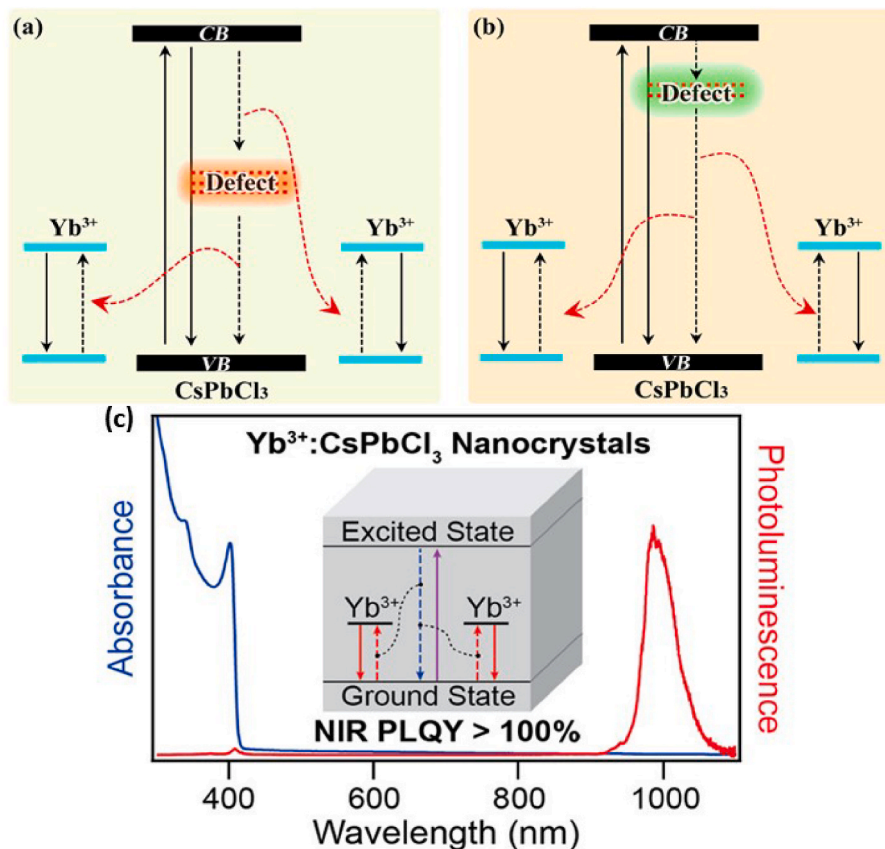 (a)
CB
Defect
Yb³⁺
Yb³⁺
VB
CsPbCl₃
(b)
CB
Defect
Yb³⁺
Yb³⁺
VB
CsPbCl₃
(c)
Yb³⁺:CsPbCl₃ Nanocrystals
Absorbance
Photoluminescence
Excited State
Yb³⁺
Yb³⁺
Ground State
NIR PLQY > 100%
400
600
800
1000
Wavelength (nm)